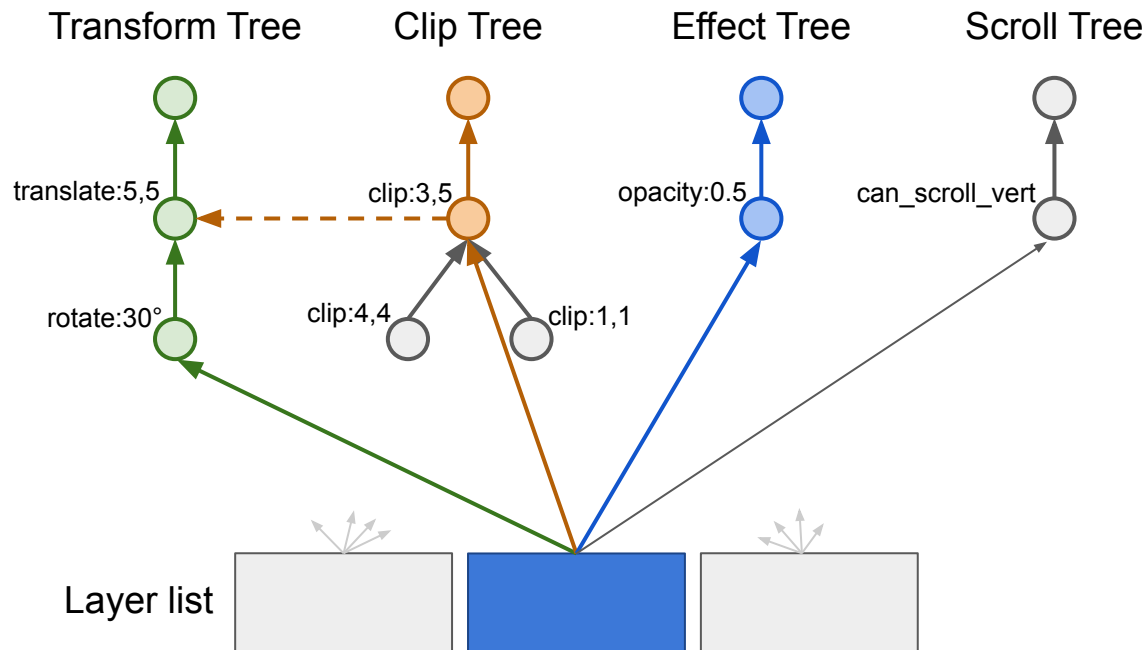 Transform Tree
Clip Tree
Effect Tree
Scroll Tree
translate:5,5
clip:3,5
opacity:0.5
can_scroll_vert
rotate:30°
clip:4,4
clip:1,1
Layer list